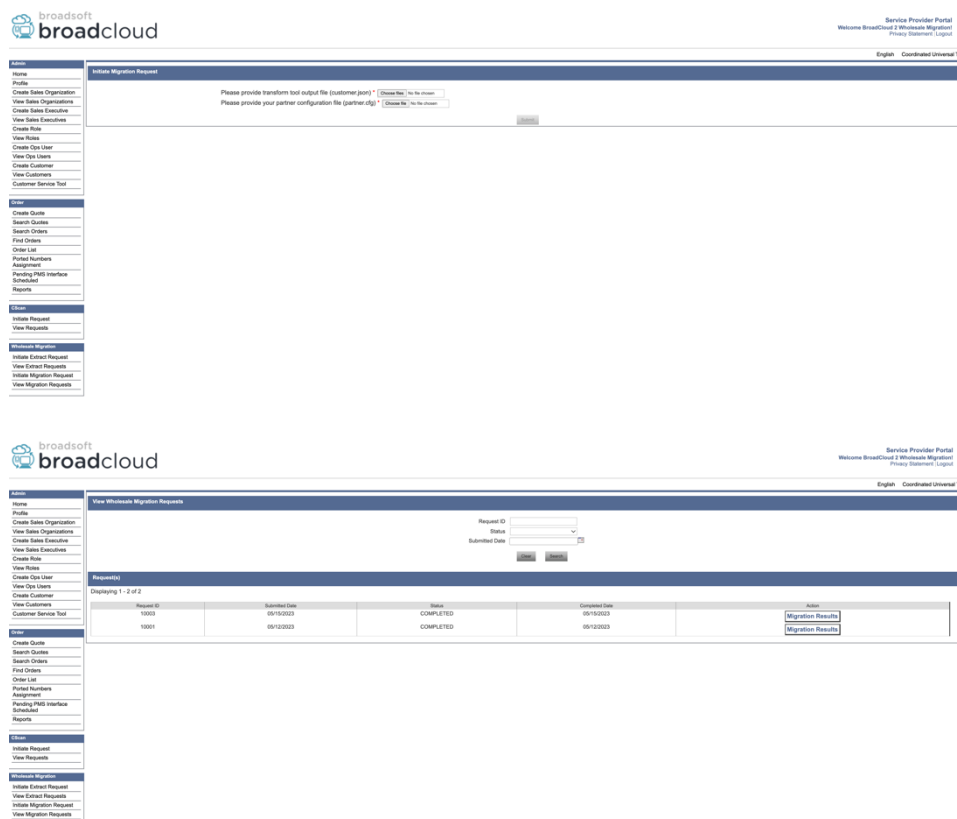 broadsoft
broadcloud
Service Provider Portal
Welcome BroadCloud 2 Wholesale Migration!
Privacy Statement | Logout
English Coordinated Universal
Admin
Home
Profile
Create Sales Organization
View Sales Organizations
Create Sales Executive
View Sales Executives
Create Role
View Roles
Create Ops User
View Ops Users
Create Customer
View Customers
Customer Service Tool
Order
Create Quote
Search Quotes
Search Orders
Find Orders
Order List
Ported Numbers
Assignment
Pending PMS Interface
Scheduled
Reports
CScan
Initiate Request
View Requests
Wholesale Migration
Initiate Extract Request
View Extract Requests
Initiate Migration Request
View Migration Requests
Initiate Migration Request
Please provide transform tool output file (customer.json) * Choose files No file chosen
Please provide your partner configuration file (partner.cfg) * Choose file No file chosen
Submit
broadsoft
broadcloud
Service Provider Portal
Welcome BroadCloud 2 Wholesale Migration!
Privacy Statement | Logout
English Coordinated Universal
Admin
Home
Profile
Create Sales Organization
View Sales Organizations
Create Sales Executive
View Sales Executives
Create Role
View Roles
Create Ops User
View Ops Users
Create Customer
View Customers
Customer Service Tool
Order
Create Quote
Search Quotes
Search Orders
Find Orders
Order List
Ported Numbers
Assignment
Pending PMS Interface
Scheduled
Reports
CScan
Initiate Request
View Requests
Wholesale Migration
Initiate Extract Request
View Extract Requests
Initiate Migration Request
View Migration Requests
View Wholesale Migration Requests
Request ID
Status
Submitted Date
Clear Search
Request(s)
Displaying 1 - 2 of 2
Request ID Submitted Date Status Completed Date Action
10003 05/15/2023 COMPLETED 05/15/2023 Migration Results
10001 05/12/2023 COMPLETED 05/12/2023 Migration Results